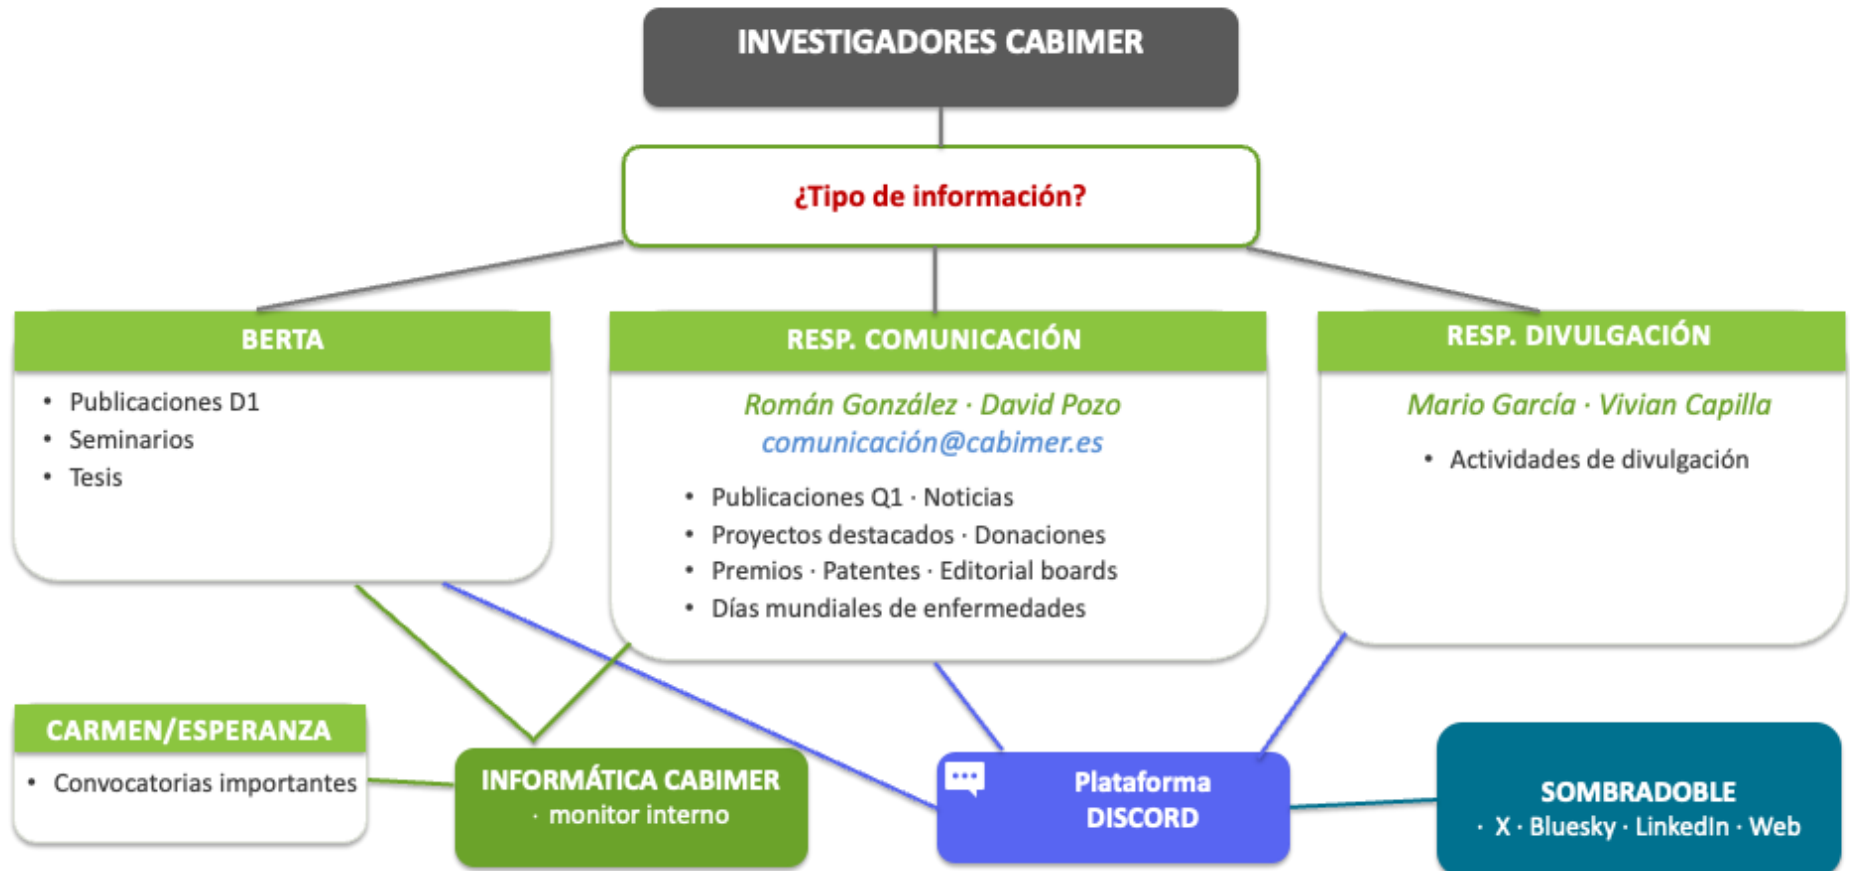 INVESTIGADORES CABIMER
¿Tipo de información?
BERTA
• Publicaciones D1
• Seminarios
• Tesis
RESP. COMUNICACIÓN
Román González · David Pozo
comunicación@cabimer.es
• Publicaciones Q1 · Noticias
• Proyectos destacados · Donaciones
• Premios · Patentes · Editorial boards
• Días mundiales de enfermedades
RESP. DIVULGACIÓN
Mario García · Vivian Capilla
• Actividades de divulgación
CARMEN/ESPERANZA
• Convocatorias importantes
INFORMÁTICA CABIMER
· monitor interno
Plataforma
DISCORD
SOMBRADOBLE
· X · Bluesky · LinkedIn · Web